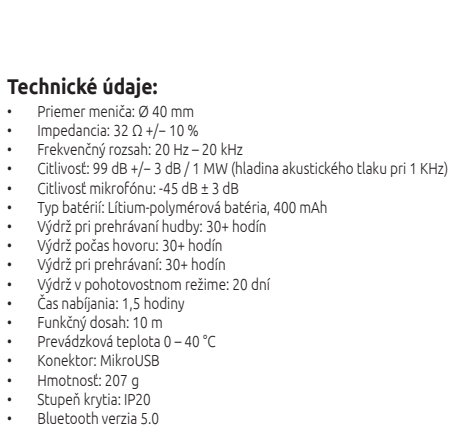 Technické údaje:
• Priemer meniča: Ø 40 mm
• Impedancia: 32 Ω +/− 10 %
• Frekvenčný rozsah: 20 Hz – 20 kHz
• Citlivosť: 99 dB +/− 3 dB / 1 MW (hladina akustického tlaku pri 1 KHz)
• Citlivosť mikrofónu: -45 dB ± 3 dB
• Typ batérií: Lítium-polymérová batéria, 400 mAh
• Výdrž pri prehrávaní hudby: 30+ hodín
• Výdrž počas hovoru: 30+ hodín
• Výdrž pri prehrávaní: 30+ hodín
• Výdrž v pohotovostnom režime: 20 dní
• Čas nabíjania: 1,5 hodiny
• Funkčný dosah: 10 m
• Prevádzková teplota 0 – 40 °C
• Konektor: MikroUSB
• Hmotnosť: 207 g
• Stupeň krytia: IP20
• Bluetooth verzia 5.0